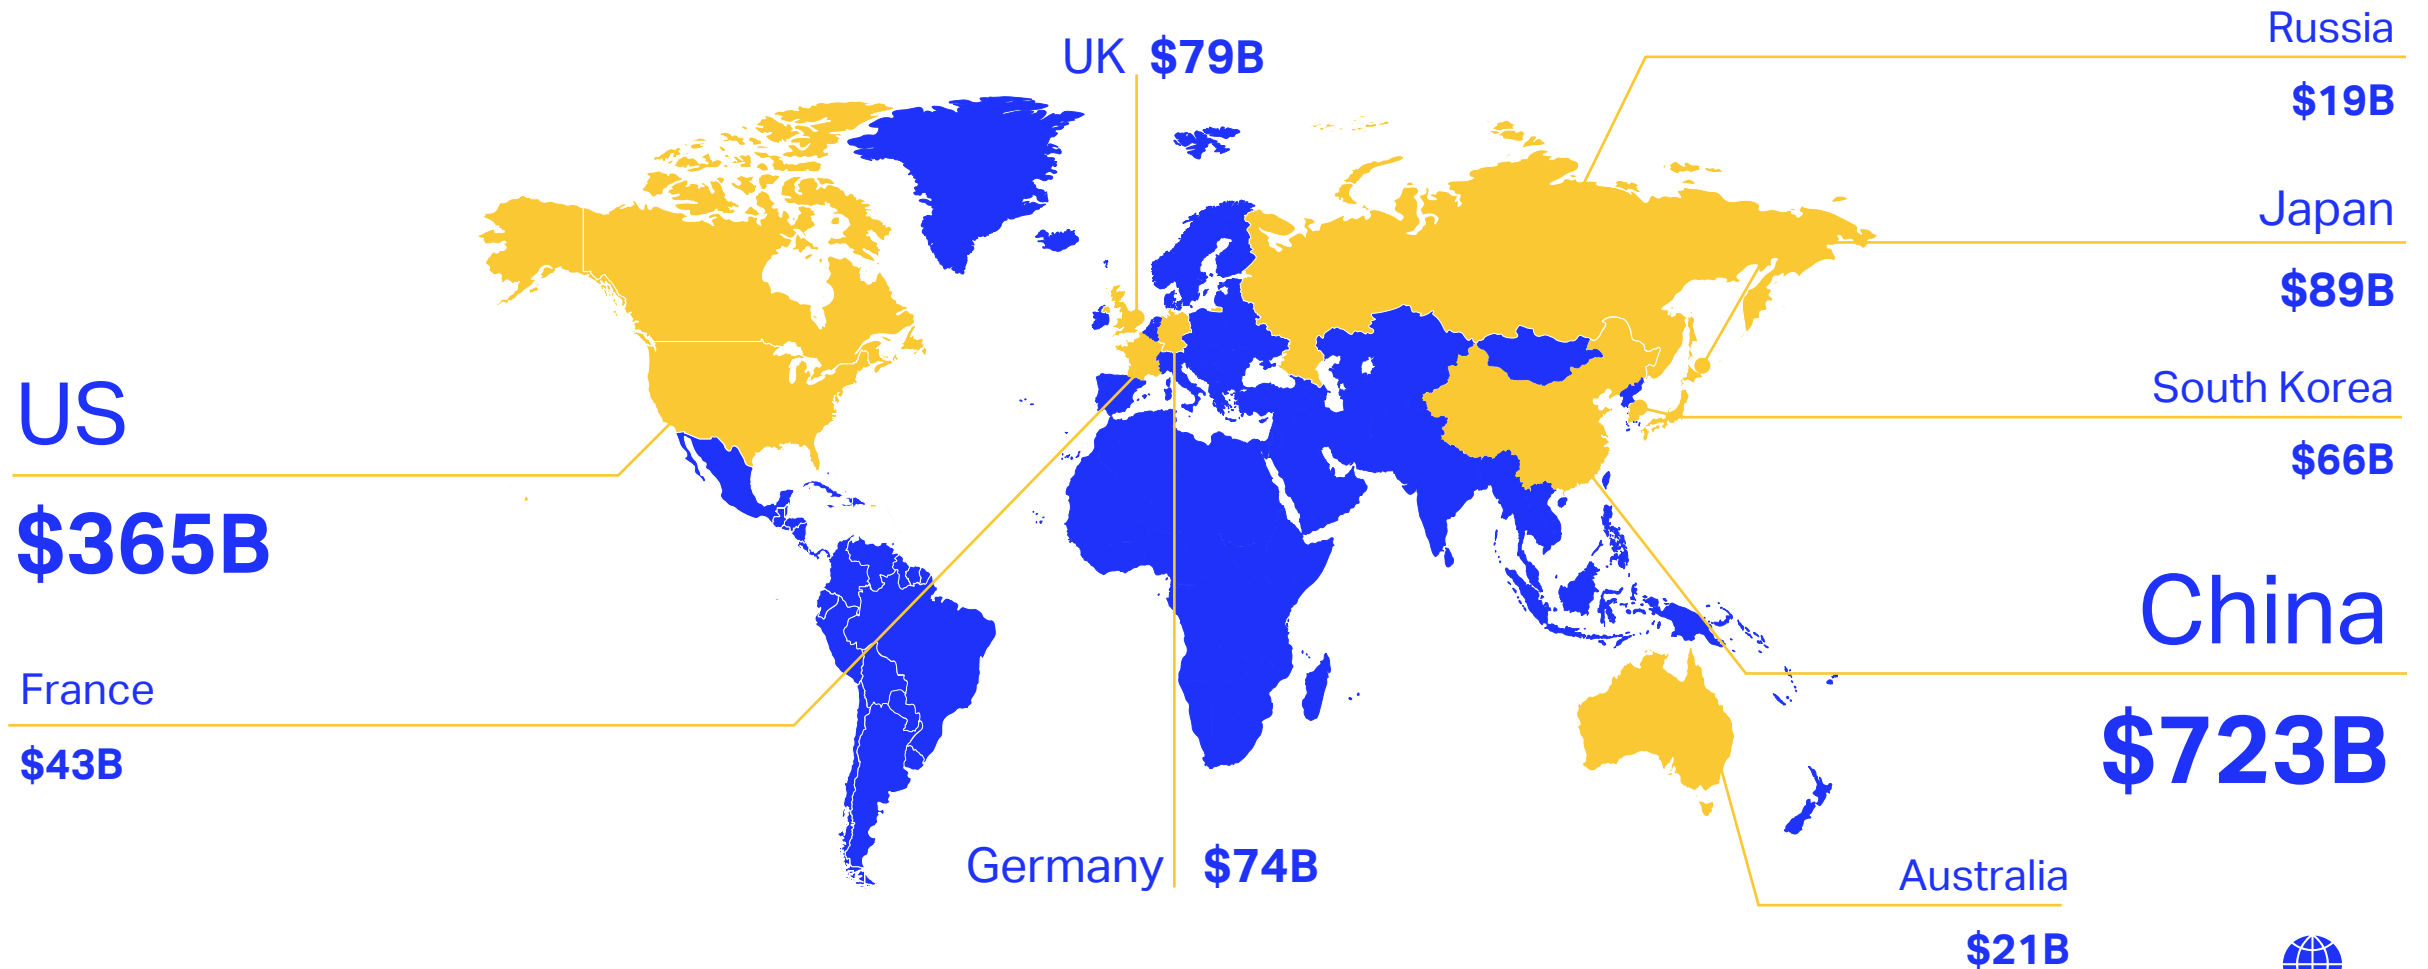 UK $79B
Russia
$19B
Japan
$89B
US
South Korea
$365B
$66B
China
France
$723B
$43B
Germany $74B
Australia
$21B